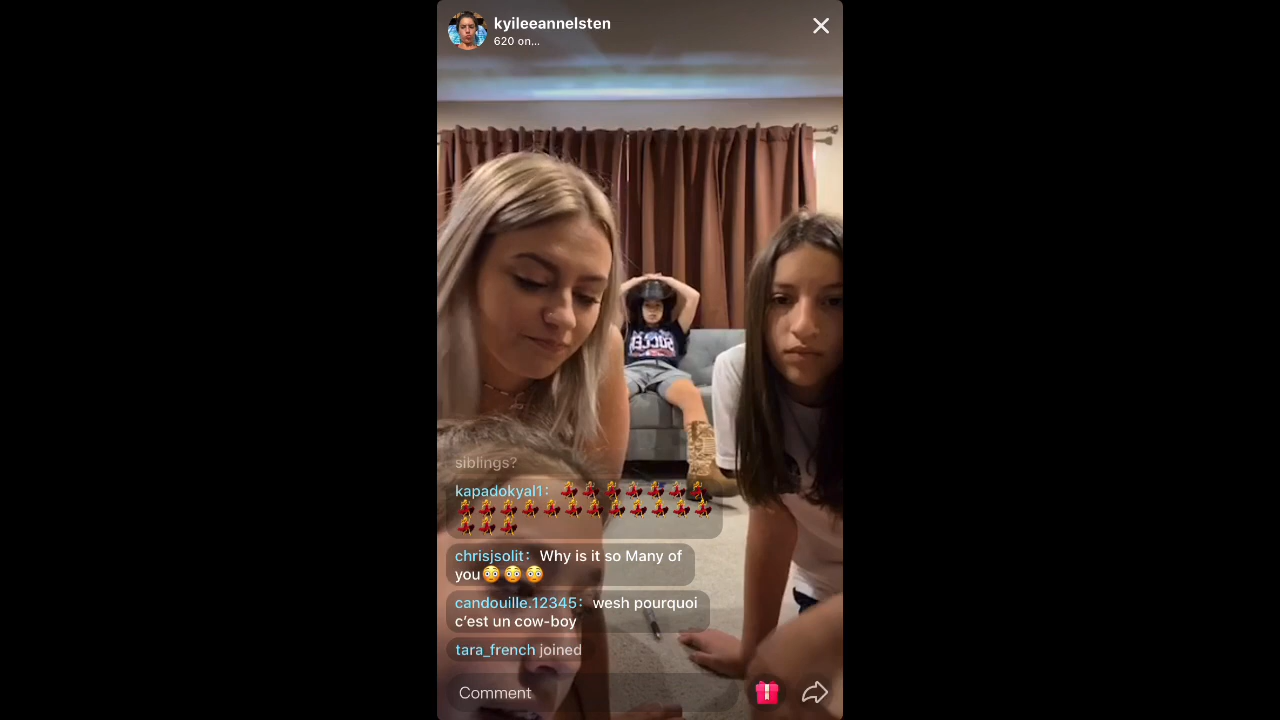 kyileeannelsten
620 on...
SOCCER
siblings?
kapadokyal1: 💃💃💃💃💃💃💃
💃💃💃💃💃💃💃💃💃💃💃💃
💃💃💃
chrisjsolit: Why is it so Many of
you😳😳😳
candouille.12345: wesh pourquoi
c'est un cow-boy
tara_french joined
Comment